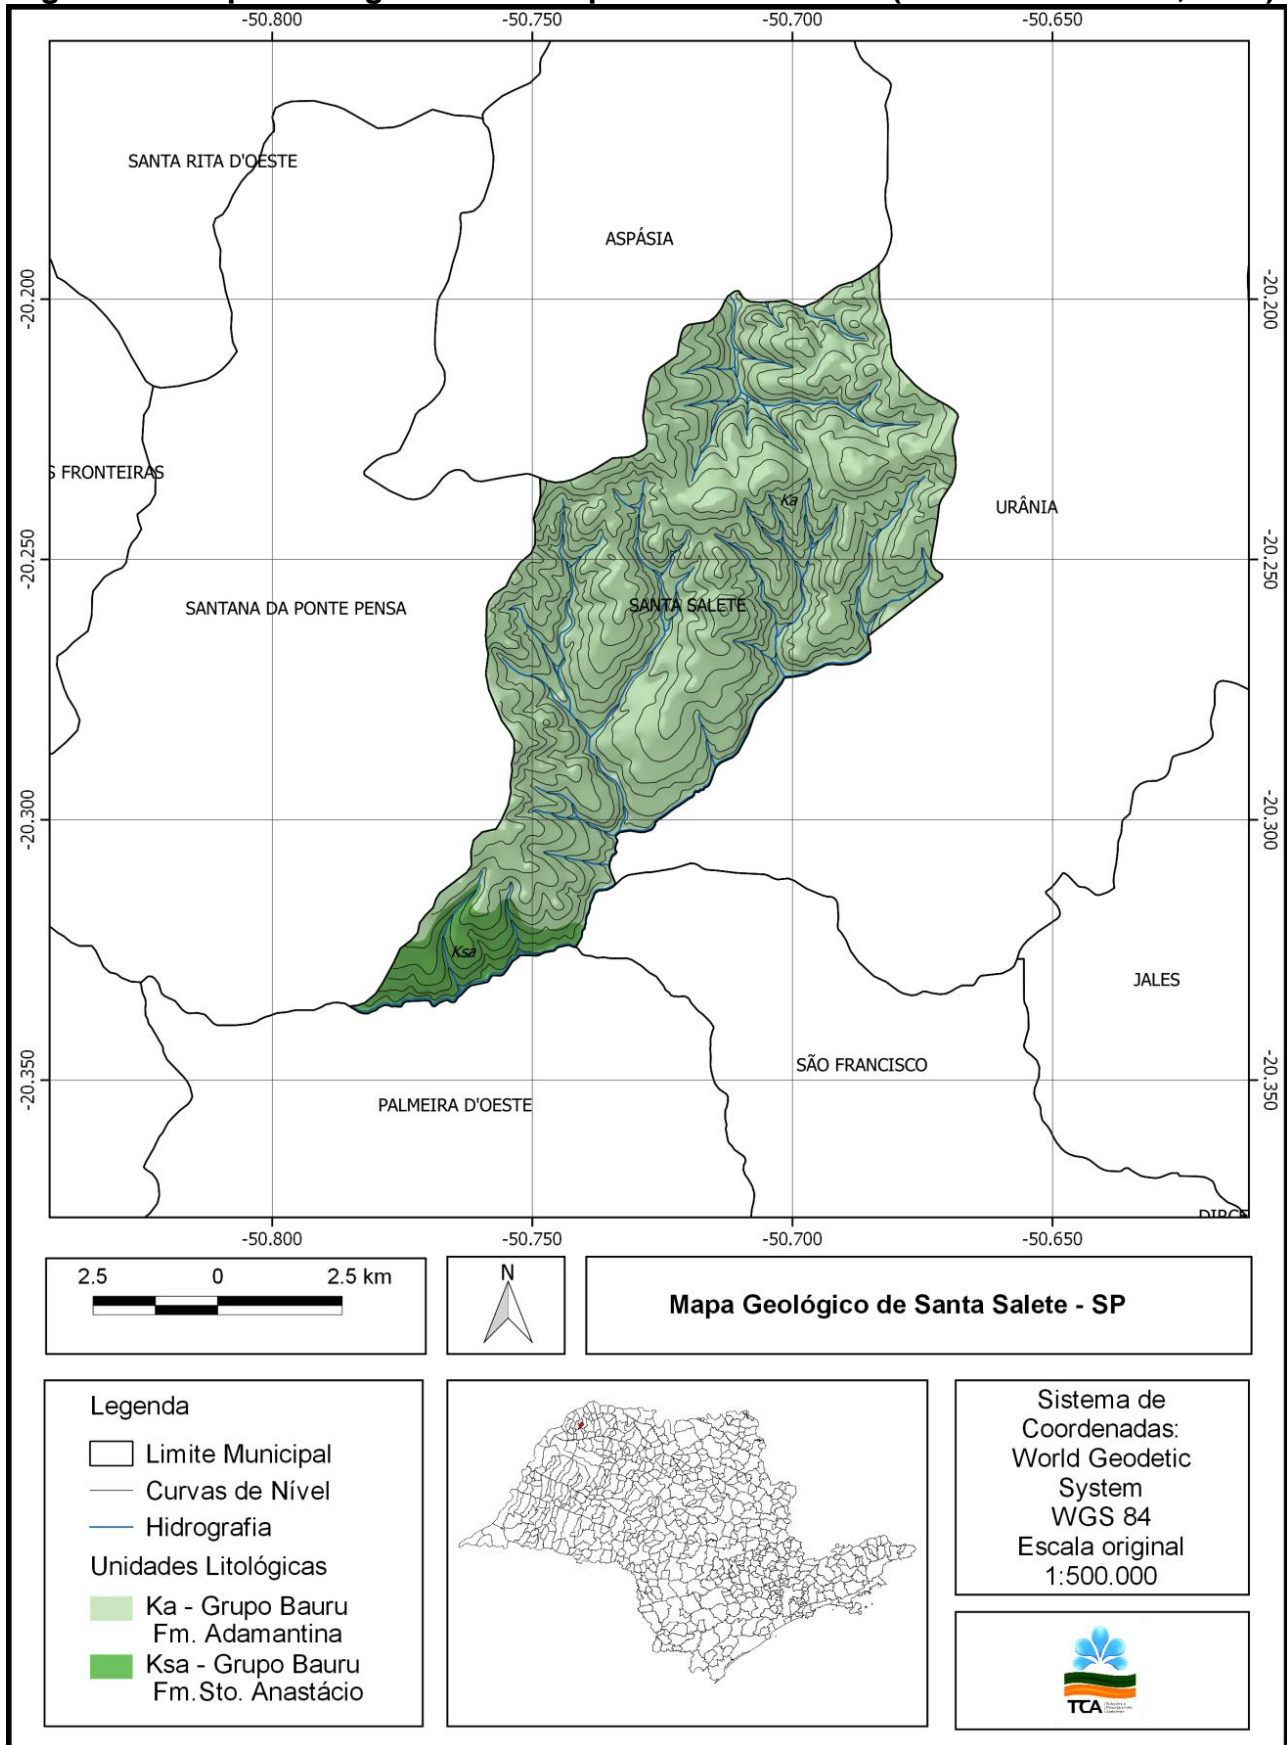 -50.800 -50.750 -50.700 -50.650
SANTA RITA D'OESTE
ASPÁSIA
-20.200 -20.200
S FRONTEIRAS
URÂNIA
Ka
-20.250 -20.250
SANTANA DA PONTE PENSA
SANTA SALETE
-20.300 -20.300
Ksa
JALES
SÃO FRANCISCO
-20.350 -20.350
PALMEIRA D'OESTE
-50.800 -50.750 -50.700 -50.650
2.5 0 2.5 km
N
Mapa Geológico de Santa Salete - SP
Legenda
Limite Municipal
Curvas de Nível
Hidrografia
Unidades Litológicas
Ka - Grupo Bauru
Fm. Adamantina
Ksa - Grupo Bauru
Fm.Sto. Anastácio
Sistema de
Coordenadas:
World Geodetic
System
WGS 84
Escala original
1:500.000
TCA